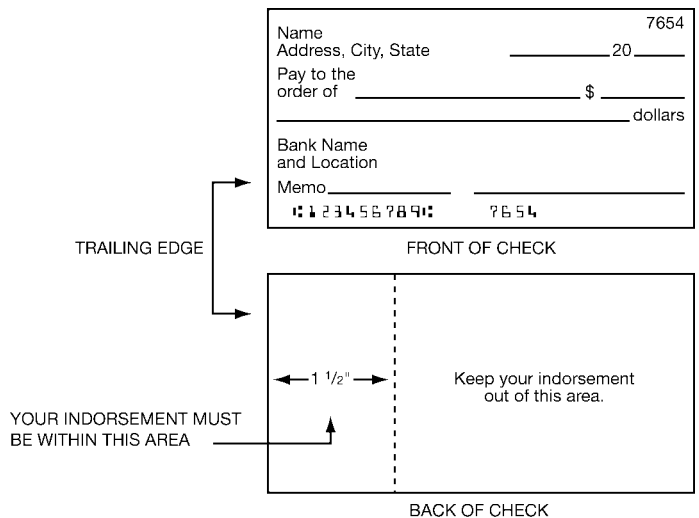 7654
Name
Address, City, State 20
Pay to the
order of $
dollars
Bank Name
and Location
Memo
⑆123456789⑆ 7654
TRAILING EDGE
FRONT OF CHECK
1 1/2"
Keep your indorsement
out of this area.
YOUR INDORSEMENT MUST
BE WITHIN THIS AREA
BACK OF CHECK